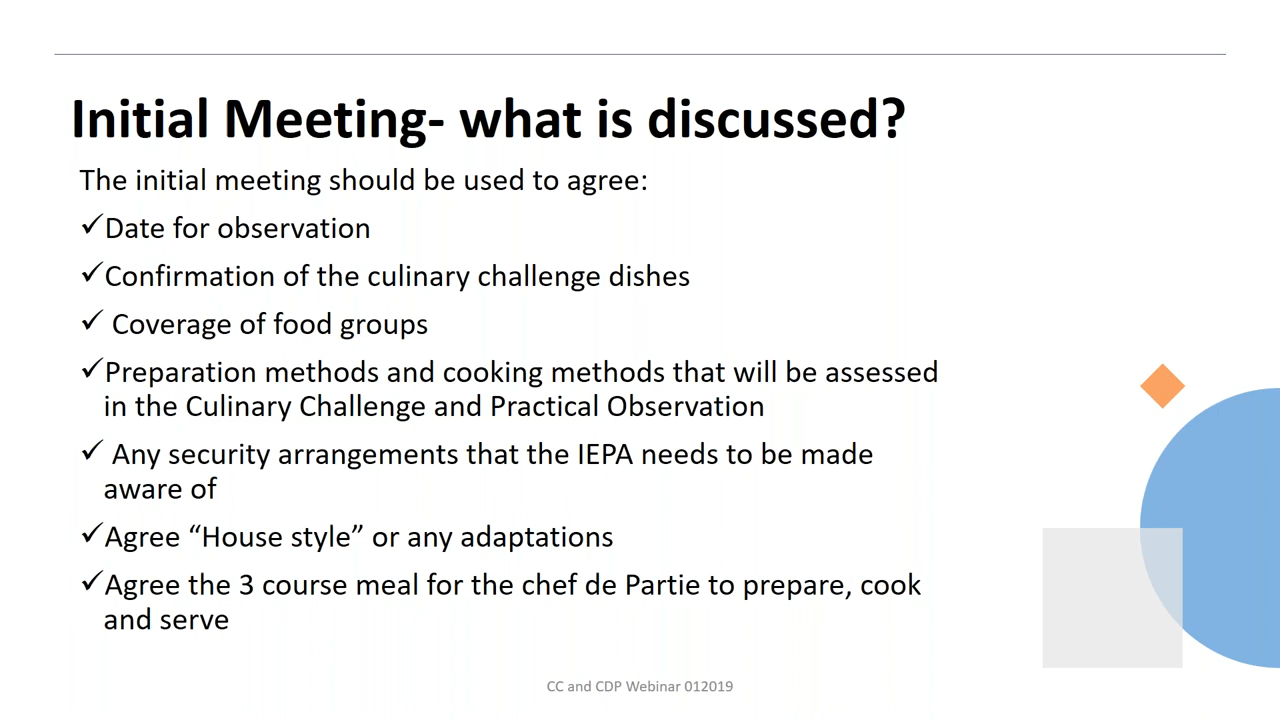 Initial Meeting- what is discussed?
The initial meeting should be used to agree:
✓Date for observation
✓Confirmation of the culinary challenge dishes
✓ Coverage of food groups
✓Preparation methods and cooking methods that will be assessed
in the Culinary Challenge and Practical Observation
✓ Any security arrangements that the IEPA needs to be made
aware of
✓Agree “House style” or any adaptations
✓Agree the 3 course meal for the chef de Partie to prepare, cook
and serve
CC and CDP Webinar 012019